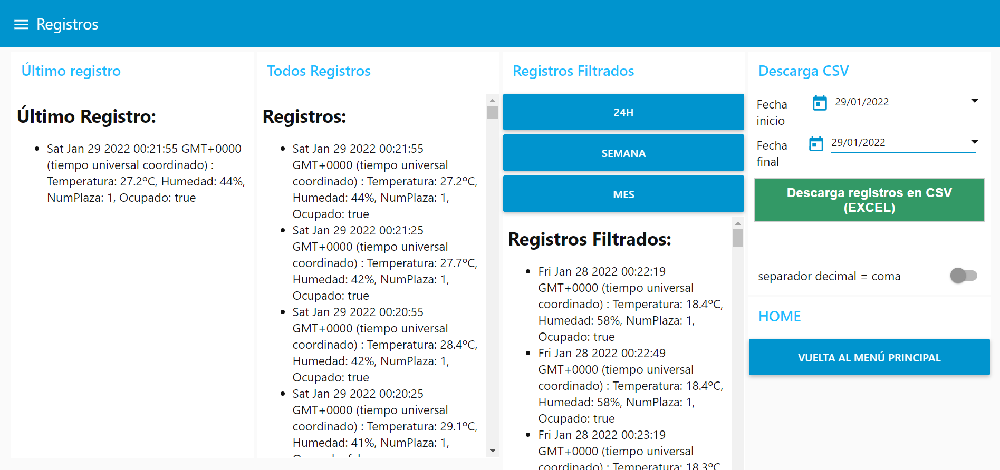 Registros
Último registro
Último Registro:
Sat Jan 29 2022 00:21:55 GMT+0000
(tiempo universal coordinado) :
Temperatura: 27.2ºC, Humedad: 44%,
NumPlaza: 1, Ocupado: true
Todos Registros
Registros:
Sat Jan 29 2022 00:21:55
GMT+0000 (tiempo universal
coordinado) : Temperatura: 27.2ºC,
Humedad: 44%, NumPlaza: 1,
Ocupado: true
Sat Jan 29 2022 00:21:25
GMT+0000 (tiempo universal
coordinado) : Temperatura: 27.7ºC,
Humedad: 42%, NumPlaza: 1,
Ocupado: true
Sat Jan 29 2022 00:20:55
GMT+0000 (tiempo universal
coordinado) : Temperatura: 28.4ºC,
Humedad: 42%, NumPlaza: 1,
Ocupado: true
Sat Jan 29 2022 00:20:25
GMT+0000 (tiempo universal
coordinado) : Temperatura: 29.1ºC,
Humedad: 41%, NumPlaza: 1,
Ocupado: false
Registros Filtrados
24H
SEMANA
MES
Registros Filtrados:
Fri Jan 28 2022 00:22:19
GMT+0000 (tiempo universal
coordinado) : Temperatura: 18.4ºC,
Humedad: 58%, NumPlaza: 1,
Ocupado: true
Fri Jan 28 2022 00:22:49
GMT+0000 (tiempo universal
coordinado) : Temperatura: 18.4ºC,
Humedad: 58%, NumPlaza: 1,
Ocupado: true
Fri Jan 28 2022 00:23:19
GMT+0000 (tiempo universal
coordinado) : Temperatura: 18.3ºC
Descarga CSV
Fecha
inicio
29/01/2022
Fecha
final
29/01/2022
Descarga registros en CSV
(EXCEL)
separador decimal = coma
HOME
VUELTA AL MENÚ PRINCIPAL